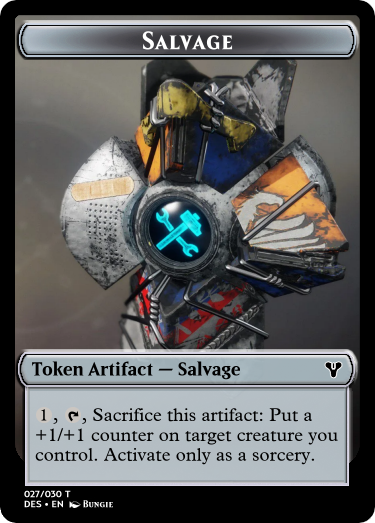 Salvage
Token Artifact — Salvage
1, , Sacrifice this artifact: Put a
+1/+1 counter on target creature you
control. Activate only as a sorcery.
027/030 T
DES • EN Bungie